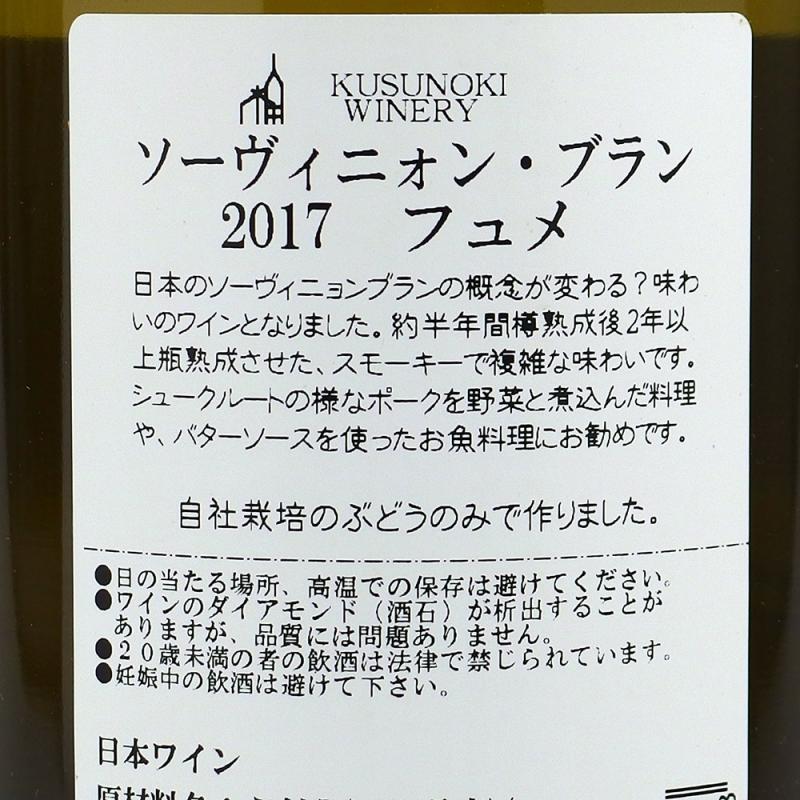 KUSUNOKI
WINERY
ソーヴィニォン・ブラン
2017 フュメ
日本のソーヴィニョンブランの概念が変わる？味わ
いのワインとなりました。約半年間樽熟成後2年以
上瓶熟成させた、スモーキーで複雑な味わいです。
シュークルートの様なポークを野菜と煮込んだ料理
や、バターソースを使ったお魚料理にお勧めです。
自社栽培のぶどうのみで作りました。
●日の当たる場所、高温での保存は避けてください。
●ワインのダイアモンド（酒石）が析出することが
ありますが、品質には問題ありません。
●２０歳未満の者の飲酒は法律で禁じられています。
●妊娠中の飲酒は避けて下さい。
日本ワイン